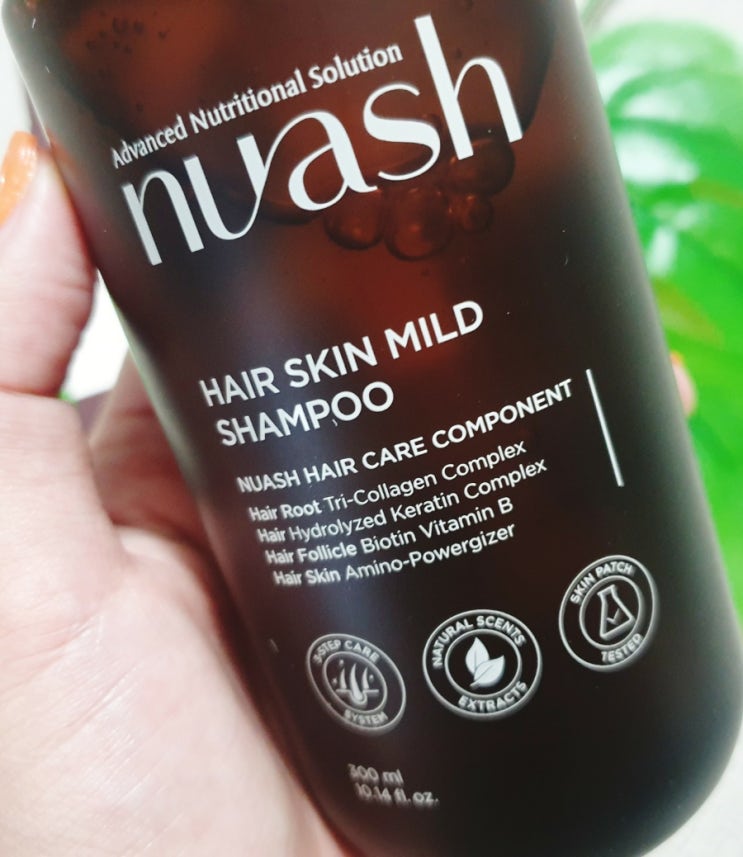 Advanced Nutritional Solution
nuash
HAIR SKIN MILD
SHAMPOO
NUASH HAIR CARE COMPONENT
Hair Root Tri-Collagen Complex
Hair Hydrolyzed Keratin Complex
Hair Follicle Biotin Vitamin B
Hair Skin Amino-Powergizer
3-STEP CARE
SYSTEM
NATURAL SCENTS
EXTRACTS
SKIN PATCH
TESTED
300 ml
10.14 fl. oz.